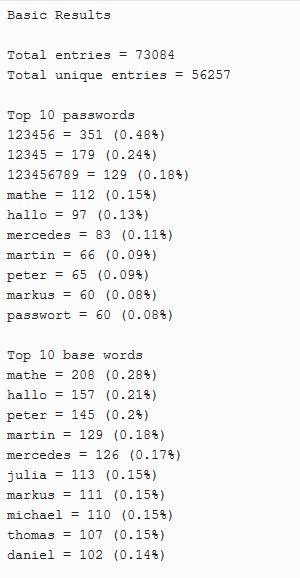 Basic Results
Total entries = 73084
Total unique entries = 56257
Top 10 passwords
123456 = 351 (0.48%)
12345 = 179 (0.24%)
123456789 = 129 (0.18%)
mathe = 112 (0.15%)
hallo = 97 (0.13%)
mercedes = 83 (0.11%)
martin = 66 (0.09%)
peter = 65 (0.09%)
markus = 60 (0.08%)
passwort = 60 (0.08%)
Top 10 base words
mathe = 208 (0.28%)
hallo = 157 (0.21%)
peter = 145 (0.2%)
martin = 129 (0.18%)
mercedes = 126 (0.17%)
julia = 113 (0.15%)
markus = 111 (0.15%)
michael = 110 (0.15%)
thomas = 107 (0.15%)
daniel = 102 (0.14%)